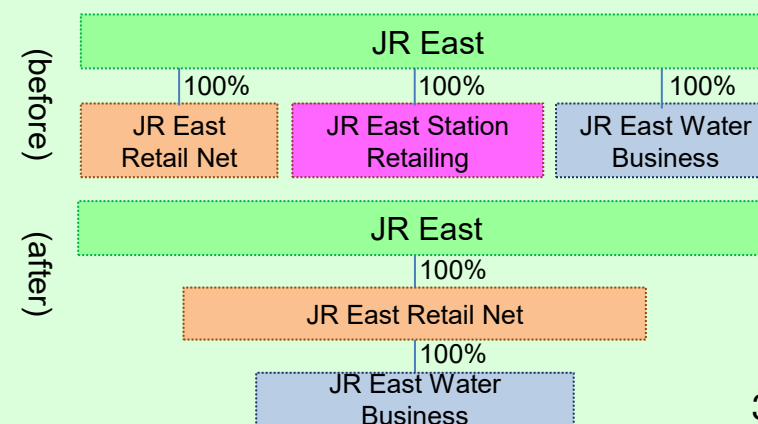 (before)
JR East
100%
100%
100%
JR East
Retail Net
JR East Station
Retailing
JR East Water
Business
(after)
JR East
100%
JR East Retail Net
100%
JR East Water
Business